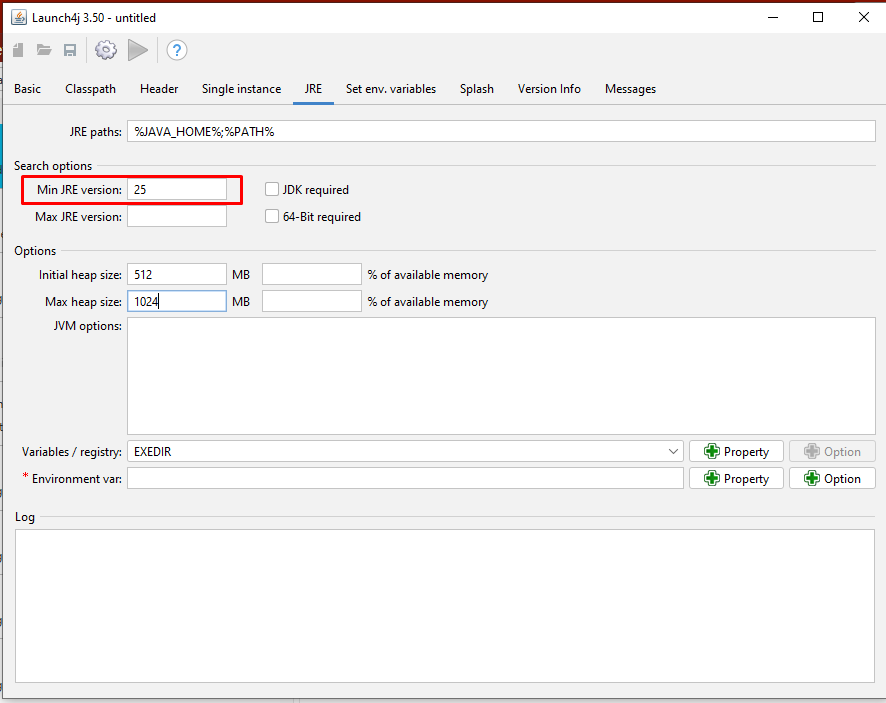 Launch4j 3.50 - untitled
Basic Classpath Header Single instance JRE Set env. variables Splash Version Info Messages
JRE paths: %JAVA_HOME%;%PATH%
Search options
Min JRE version: 25 JDK required
Max JRE version: 64-Bit required
Options
Initial heap size: 512 MB % of available memory
Max heap size: 1024 MB % of available memory
JVM options:
Variables / registry: EXEDIR Property Option
* Environment var: Property Option
Log